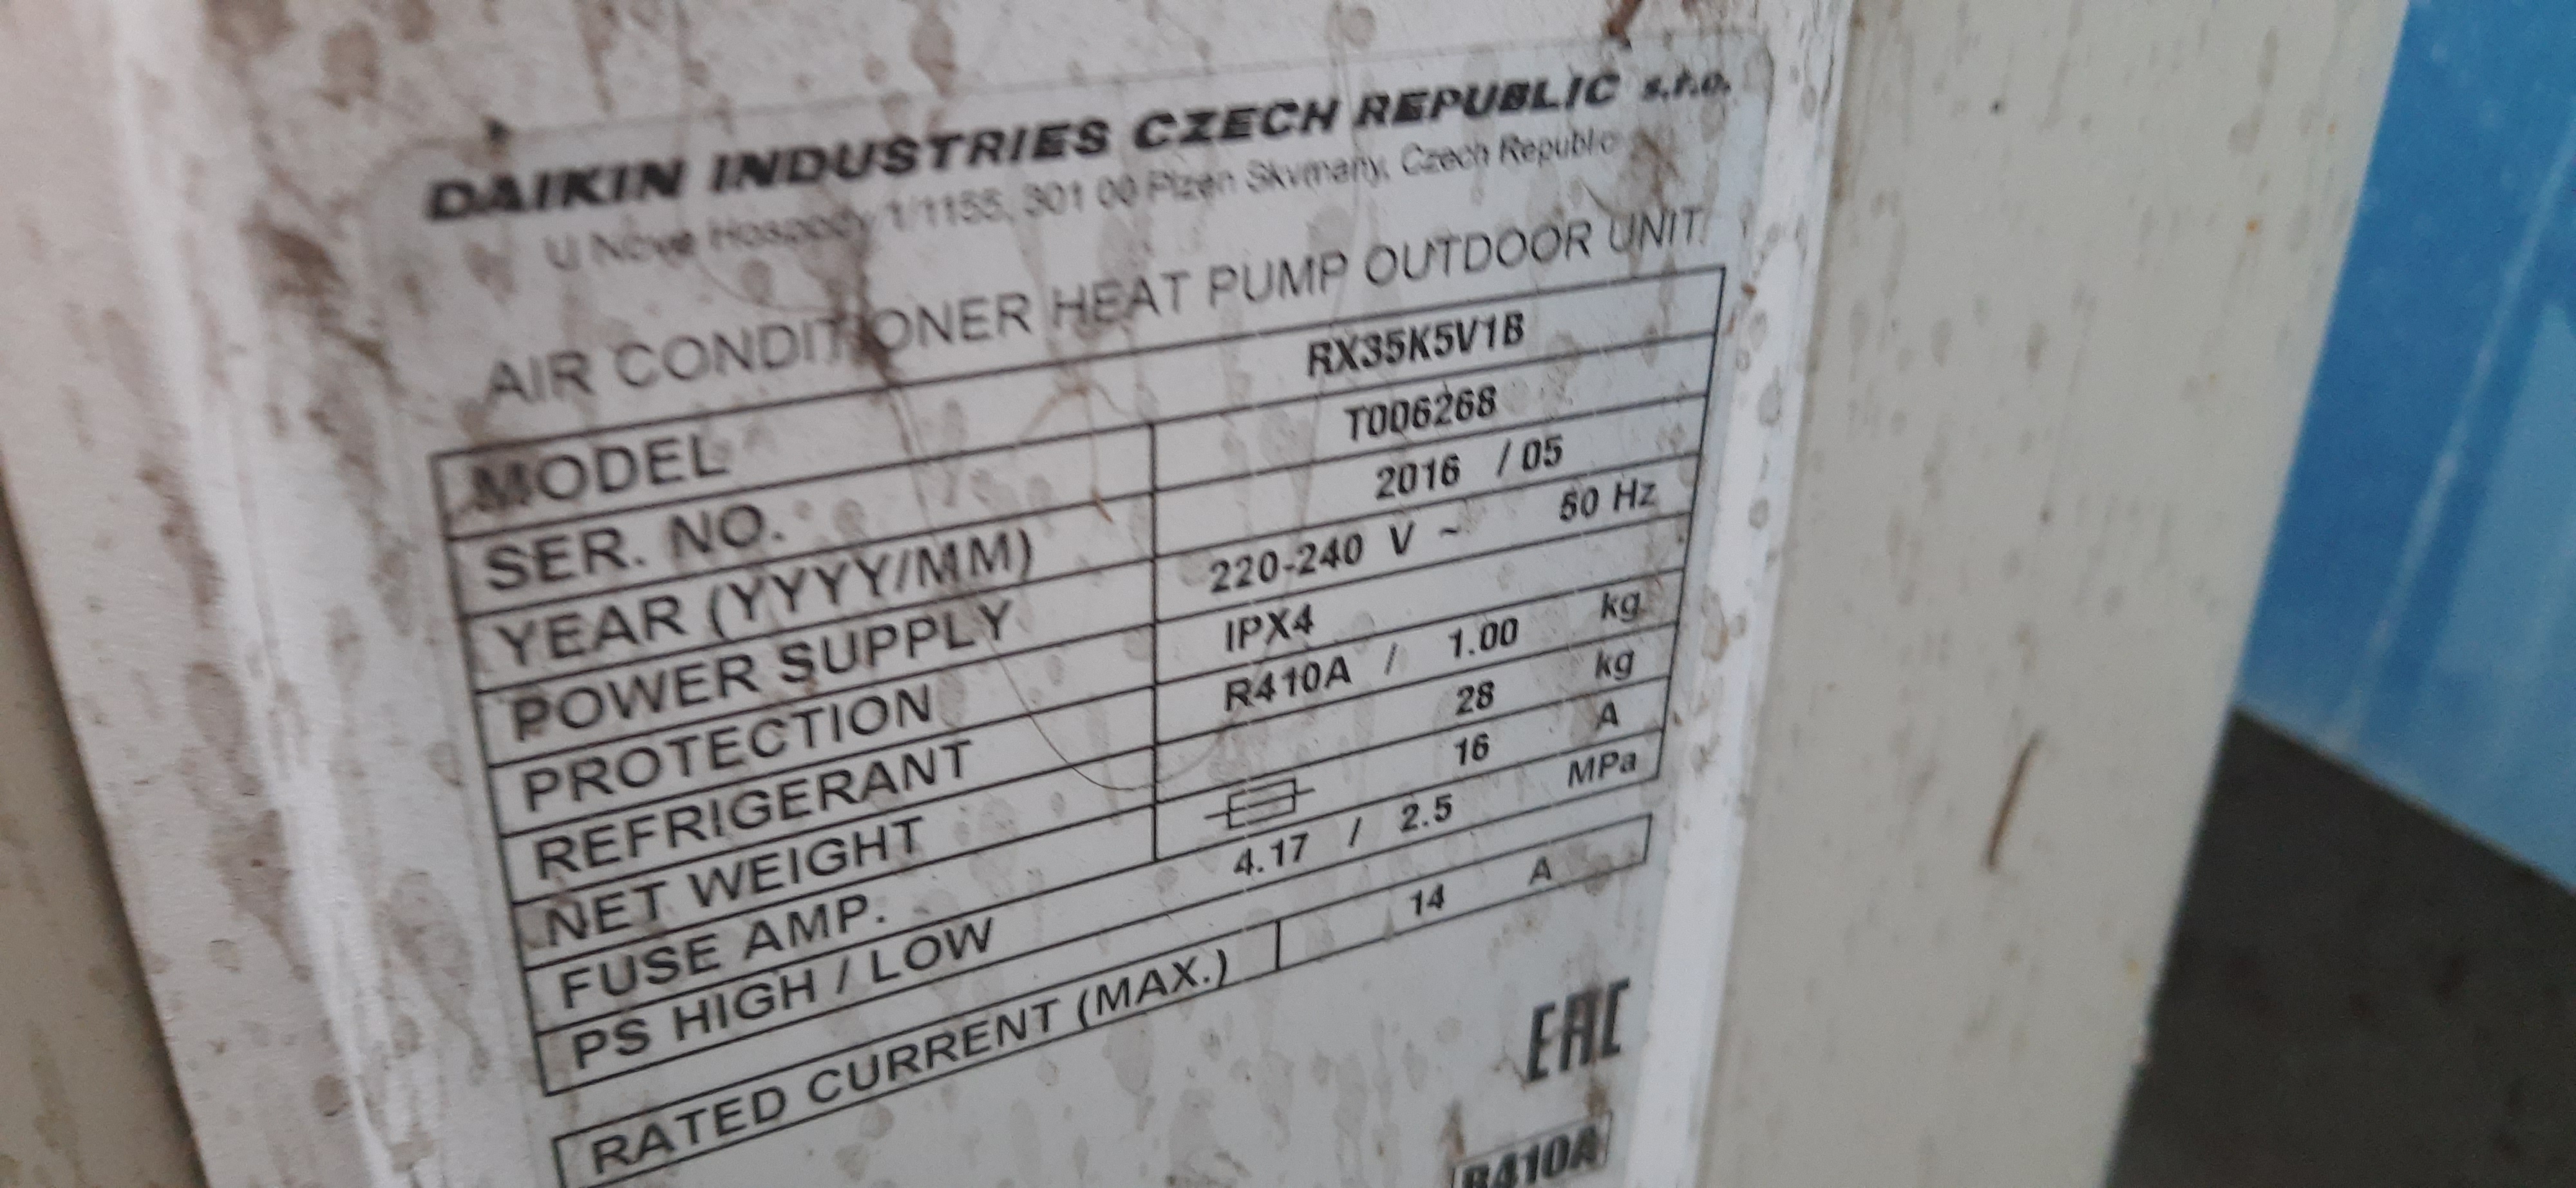 DAIKIN INDUSTRIES CZECH REPUBLIC s.r.o.
U Nove Hospody 1/1155, 301 00 Plzen Skvrnany, Czech Republic
AIR CONDITIONER HEAT PUMP OUTDOOR UNIT
MODEL RX35K5V1B
SER. NO. T006268
YEAR (YYYY/MM) 2016 / 05
POWER SUPPLY 220-240 V ~ 50 Hz
PROTECTION IPX4
REFRIGERANT R410A / 1.00 kg
NET WEIGHT 28 kg
FUSE AMP. 16 A
PS HIGH / LOW 4.17 / 2.5 MPa
RATED CURRENT (MAX.) 14 A
EAC
R410A